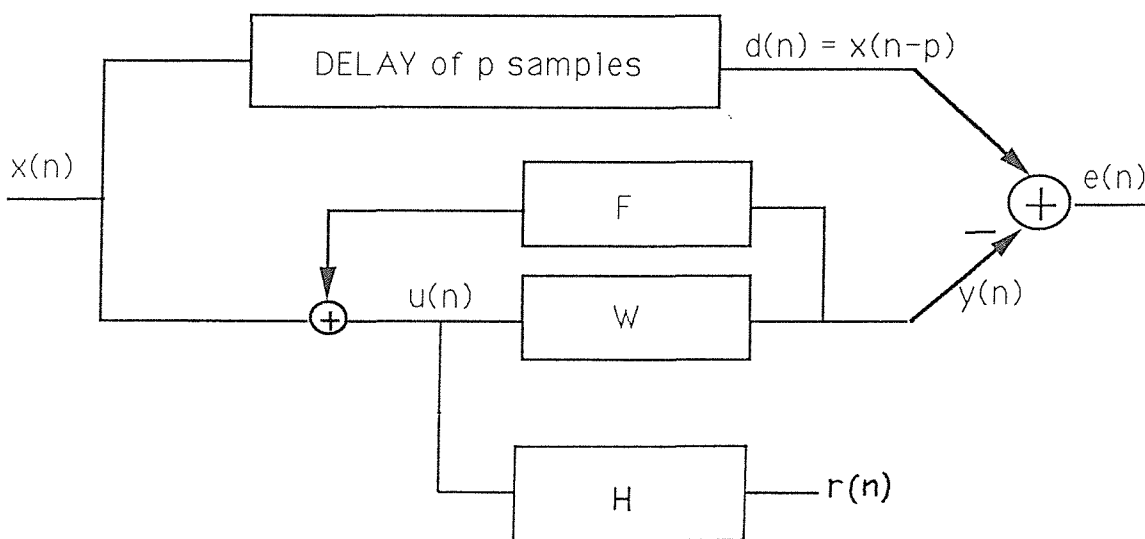 DELAY of p samples
d(n) = x(n-p)
x(n)
F
e(n)
+
+
u(n)
W
−
y(n)
H
r(n)